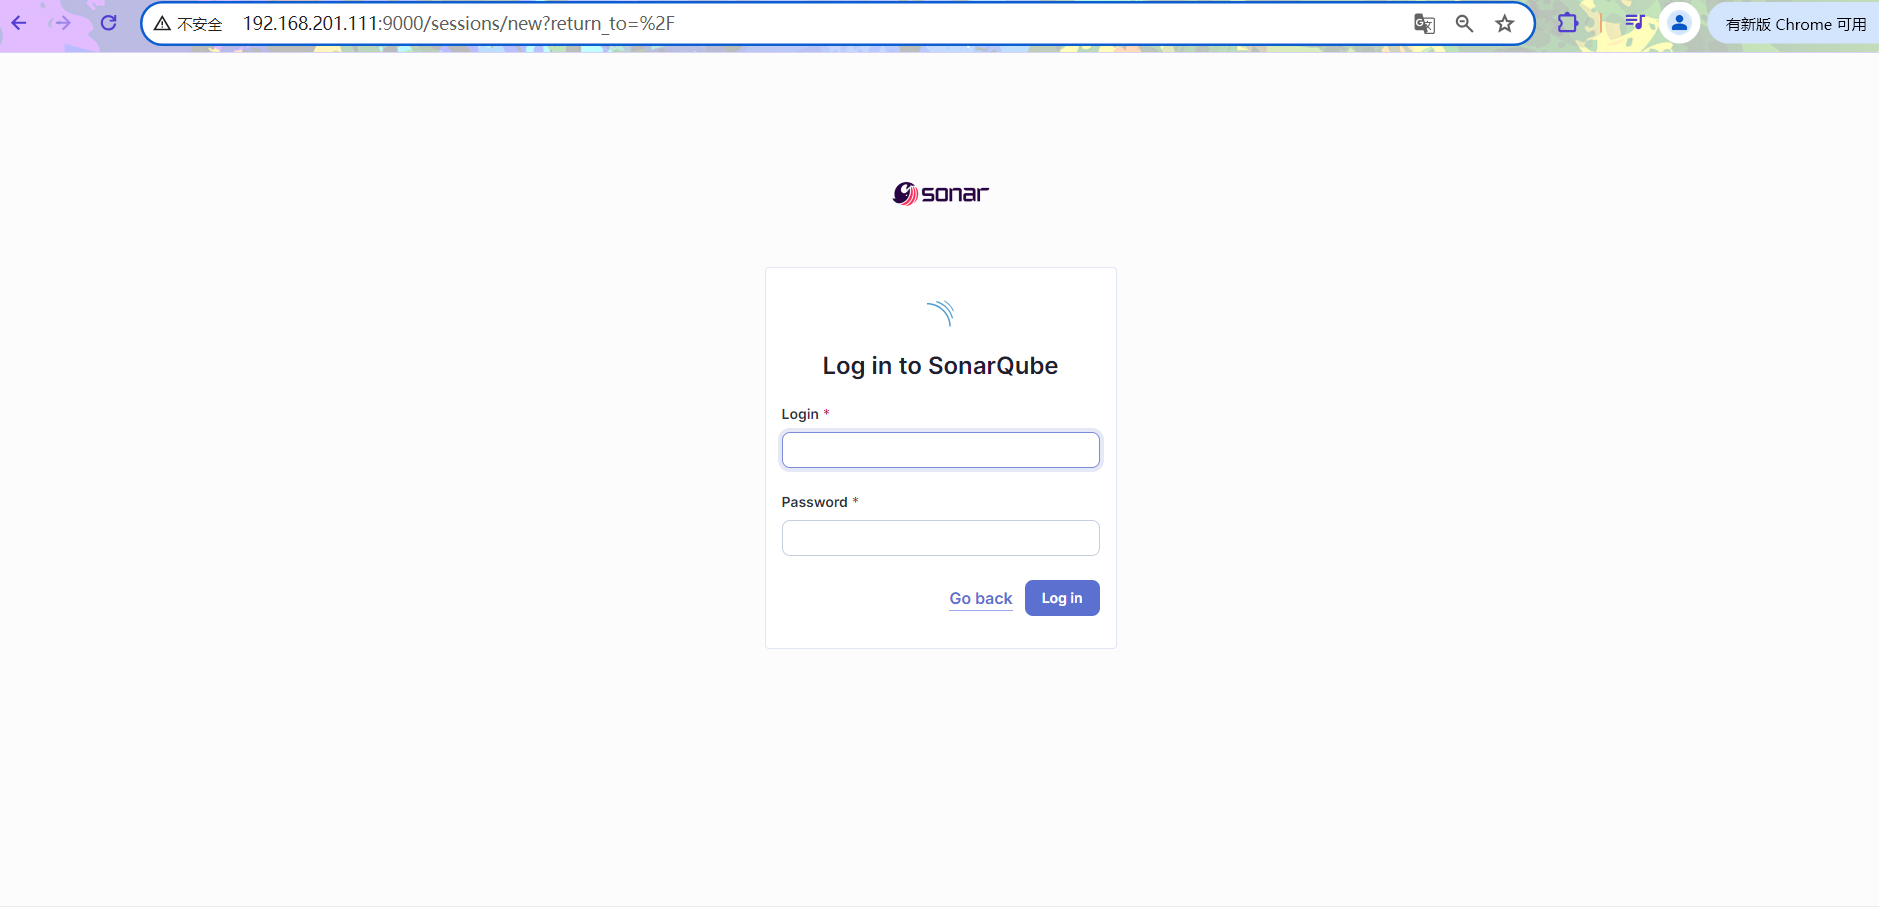 不安全 192.168.201.111:9000/sessions/new?return_to=%2F 有新版 Chrome 可用
sonar
Log in to SonarQube
Login *
Password *
Go back Log in